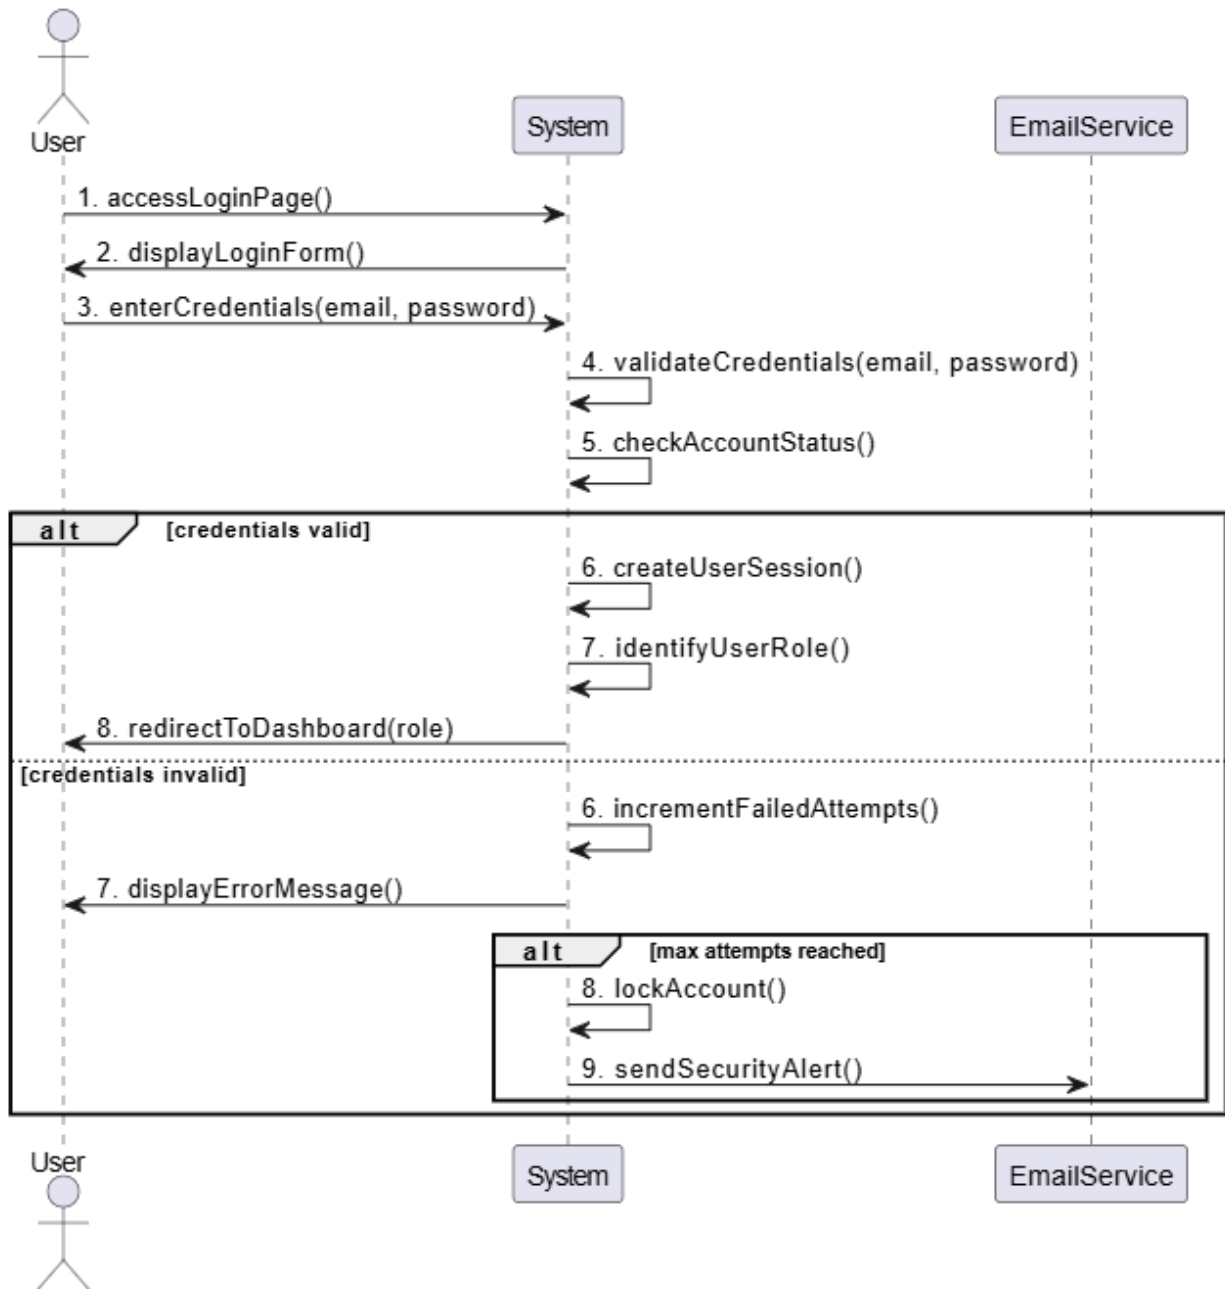 User
System
EmailService
1. accessLoginPage()
2. displayLoginForm()
3. enterCredentials(email, password)
4. validateCredentials(email, password)
5. checkAccountStatus()
alt [credentials valid]
6. createUserSession()
7. identifyUserRole()
8. redirectToDashboard(role)
[credentials invalid]
6. incrementFailedAttempts()
7. displayErrorMessage()
alt [max attempts reached]
8. lockAccount()
9. sendSecurityAlert()
User
System
EmailService